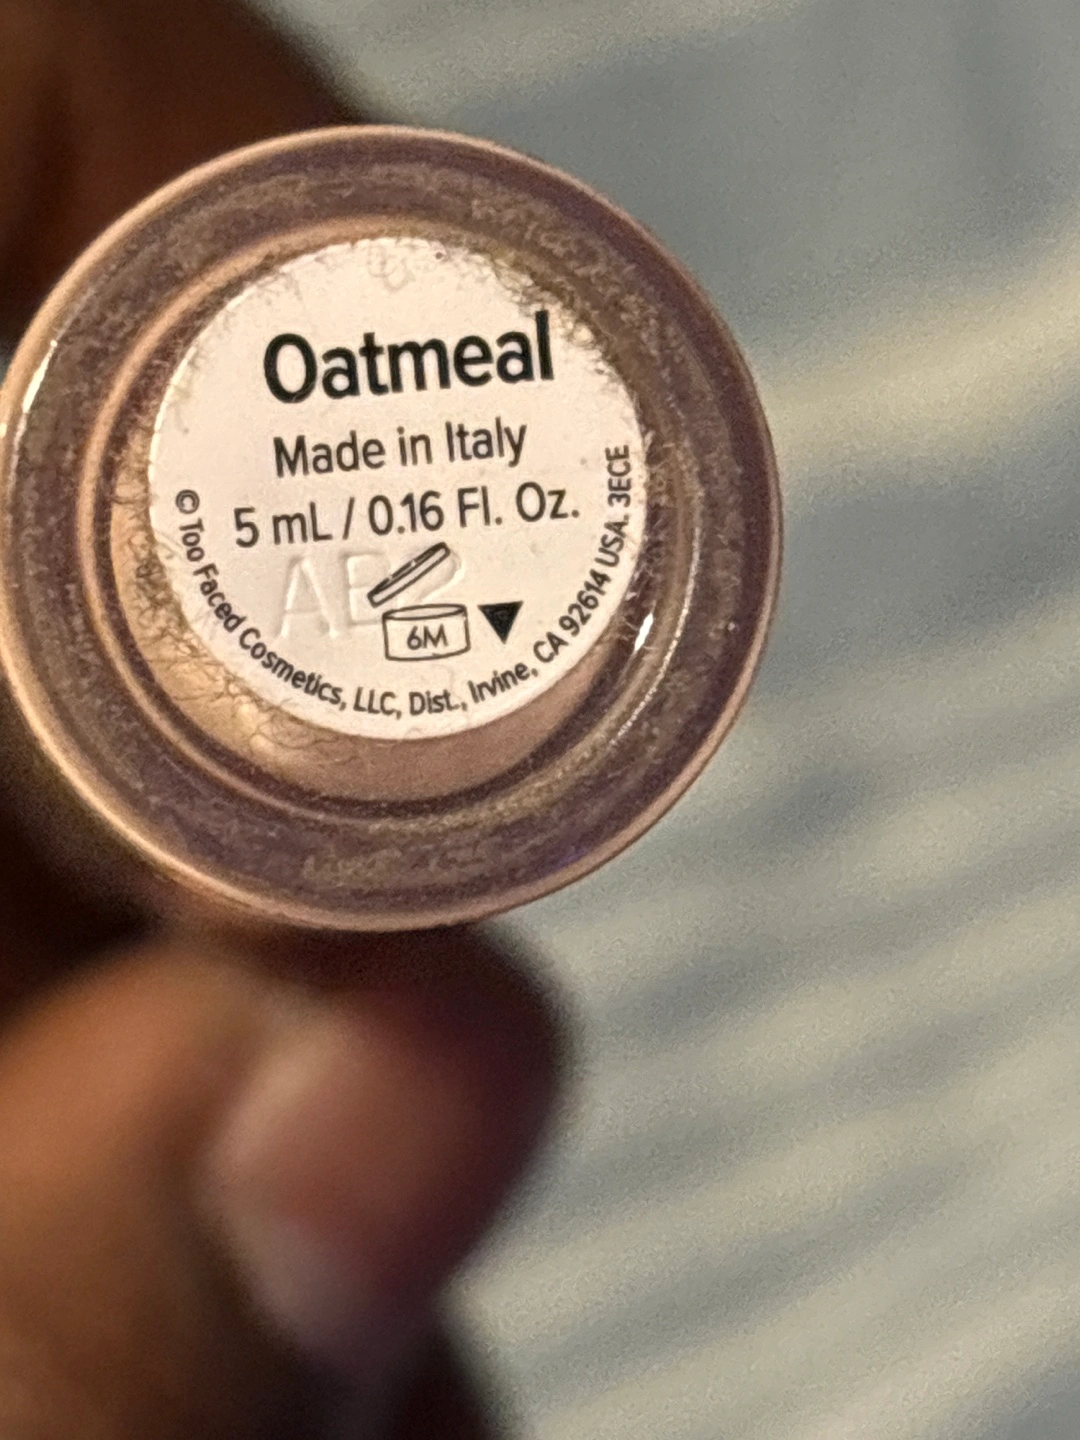 Oatmeal
Made in Italy
5 mL / 0.16 Fl. Oz.
6M
© Too Faced Cosmetics, LLC, Dist., Irvine, CA 92614 USA. 3ECE